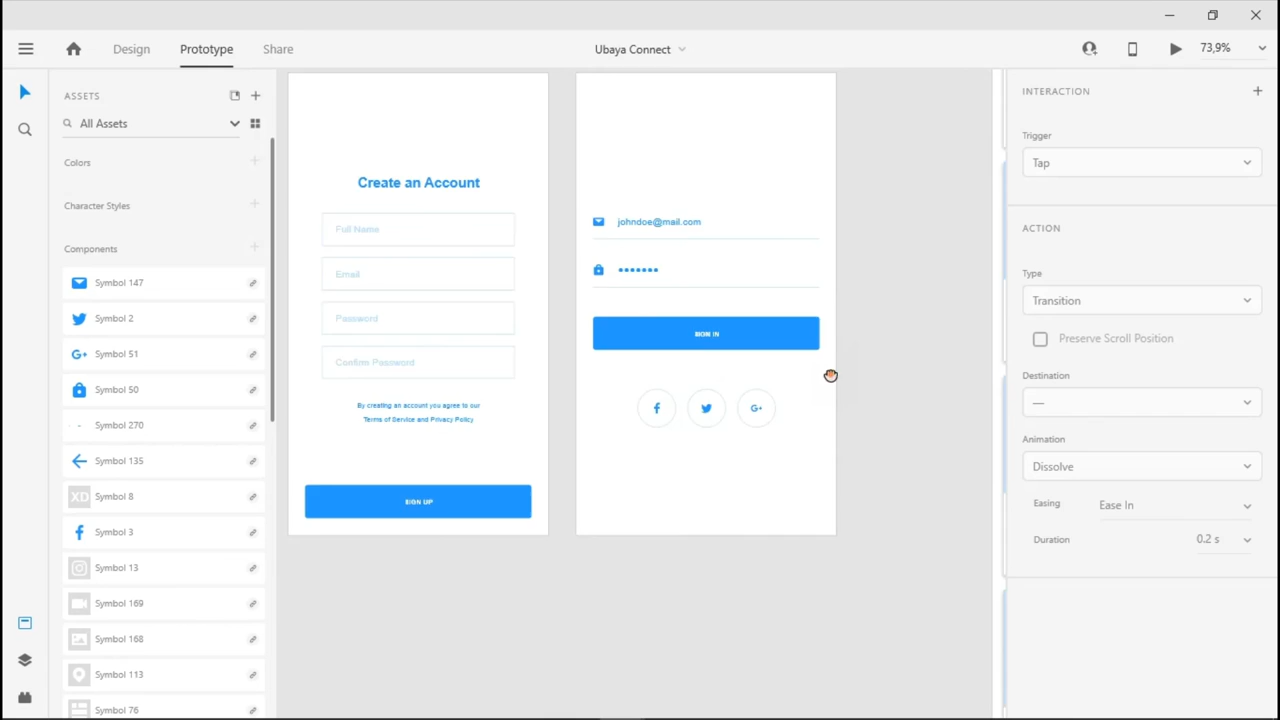 Design
Prototype
Share
Ubaya Connect
73,9%
ASSETS
All Assets
Colors
Character Styles
Components
Symbol 147
Symbol 2
Symbol 51
Symbol 50
Symbol 270
Symbol 135
XD Symbol 8
Symbol 3
Symbol 13
Symbol 169
Symbol 168
Symbol 113
Symbol 76
Create an Account
Full Name
Email
Password
Confirm Password
By creating an account you agree to our
Terms of Service and Privacy Policy
SIGN UP
johndoe@mail.com
SIGN IN
G+
INTERACTION
Trigger
Tap
ACTION
Type
Transition
Preserve Scroll Position
Destination
—
Animation
Dissolve
Easing
Ease In
Duration
0.2 s